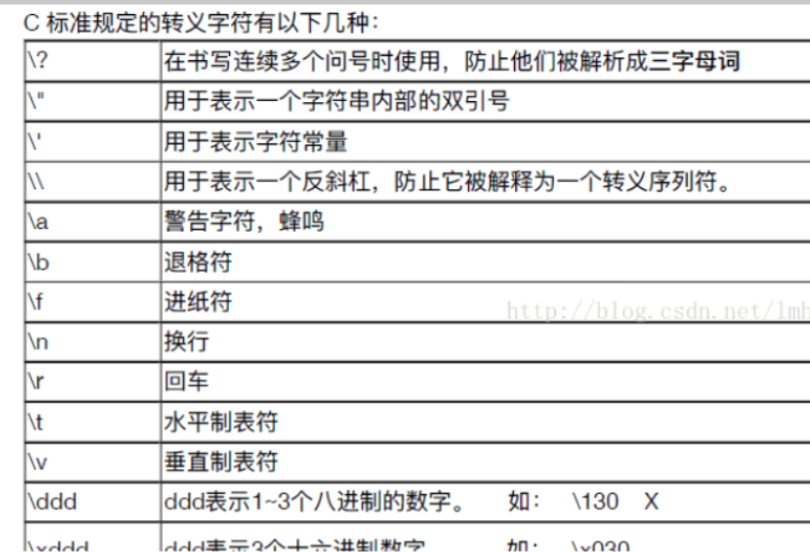 C 标准规定的转义字符有以下几种：
\? 在书写连续多个问号时使用，防止他们被解析成三字母词
\" 用于表示一个字符串内部的双引号
\' 用于表示字符常量
\\ 用于表示一个反斜杠，防止它被解释为一个转义序列符。
\a 警告字符，蜂鸣
\b 退格符
\f 进纸符
http://blog.csdn.net/lmh
\n 换行
\r 回车
\t 水平制表符
\v 垂直制表符
\ddd ddd表示1~3个八进制的数字。 如： \130 X
\xddd ddd表示3个十六进制数字 如： \x030